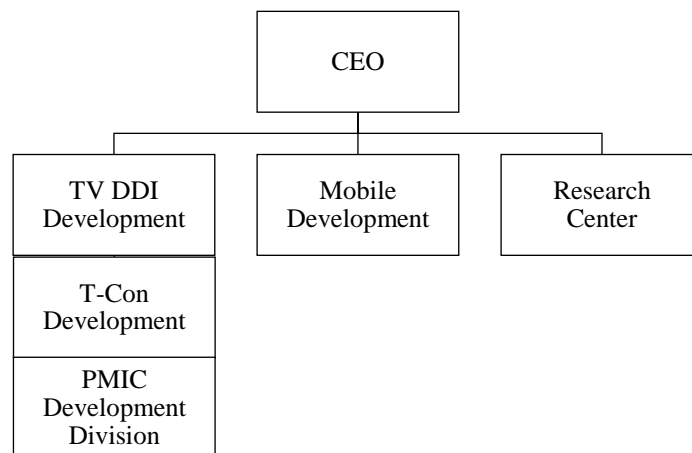 CEO
TV DDI
Development
Mobile
Development
Research
Center
T-Con
Development
PMIC
Development
Division